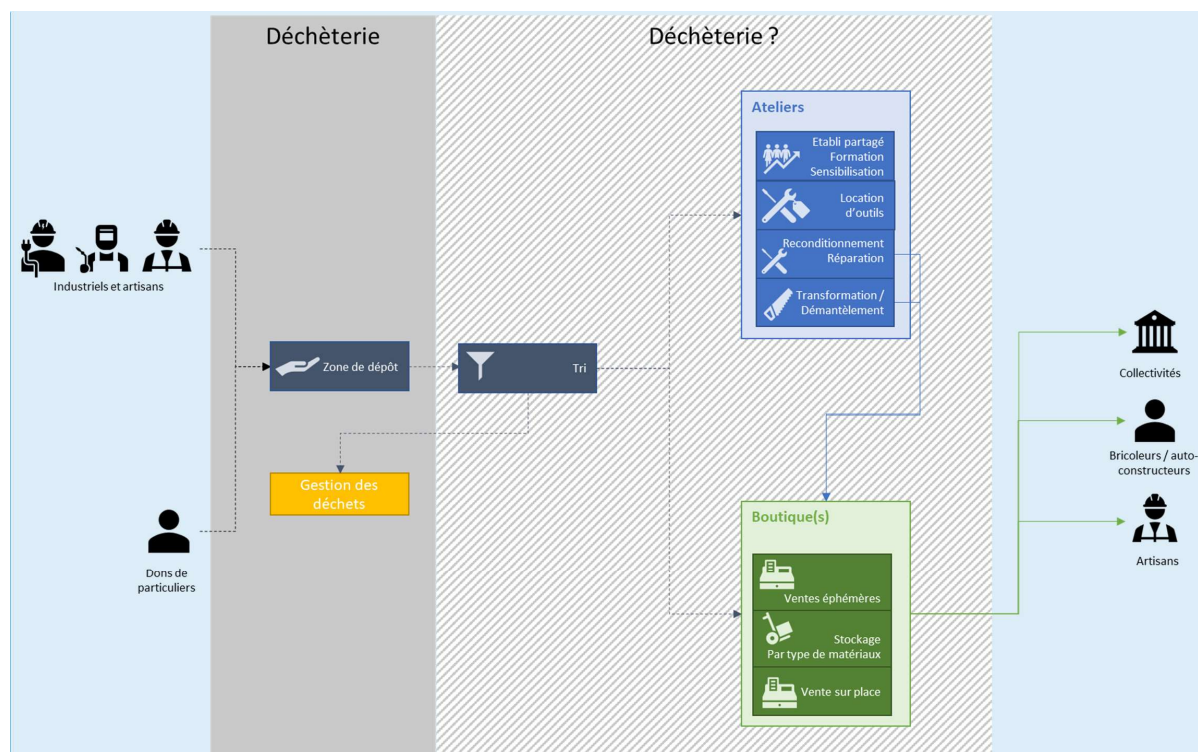 Déchèterie
Déchèterie ?
Ateliers
Etabli partagé
Formation
Sensibilisation
Location
d'outils
Reconditionnement
Réparation
Transformation /
Démantèlement
Industriels et artisans
Zone de dépôt
Tri
Gestion des
déchets
Dons de
particuliers
Boutique(s)
Ventes éphémères
Stockage
Par type de matériaux
Vente sur place
Collectivités
Bricoleurs / auto-
constructeurs
Artisans